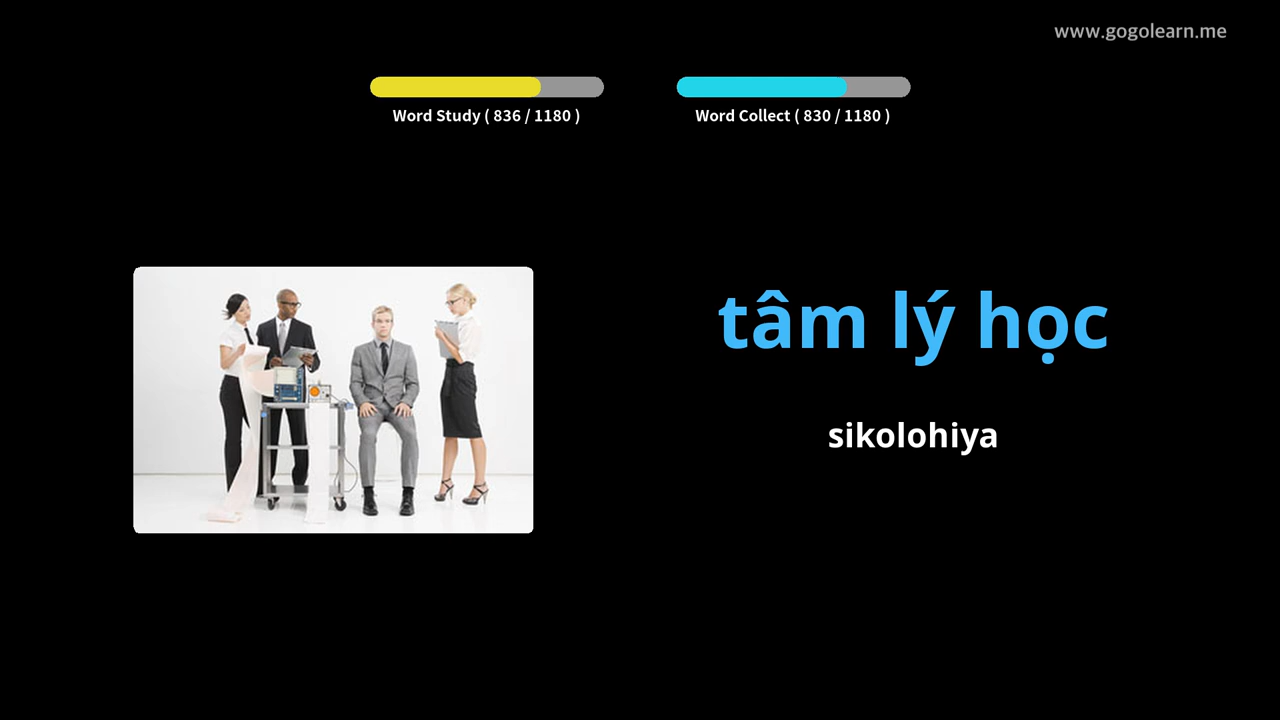 www.gogolearn.me
Word Study ( 836 / 1180 )
Word Collect ( 830 / 1180 )
tâm lý học
sikolohiya